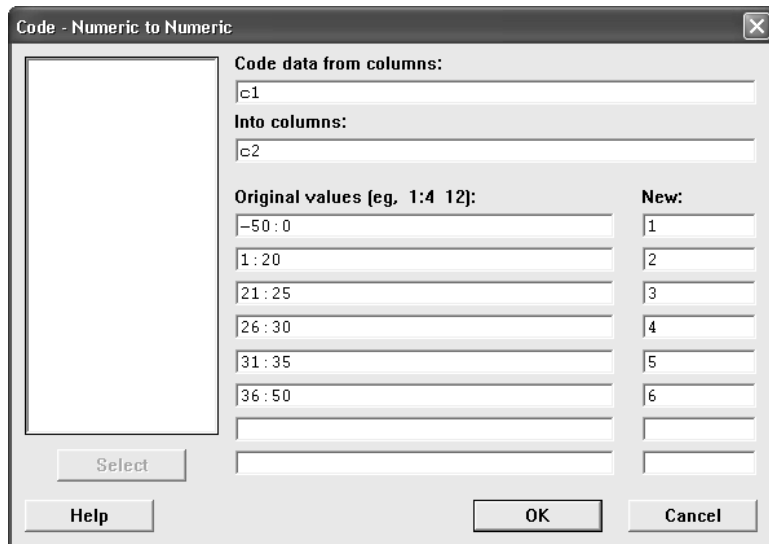 Code - Numeric to Numeric
Code data from columns:
c1
Into columns:
c2
Original values (eg, 1:4 12): New:
-50:0 1
1:20 2
21:25 3
26:30 4
31:35 5
36:50 6
Select
Help OK Cancel